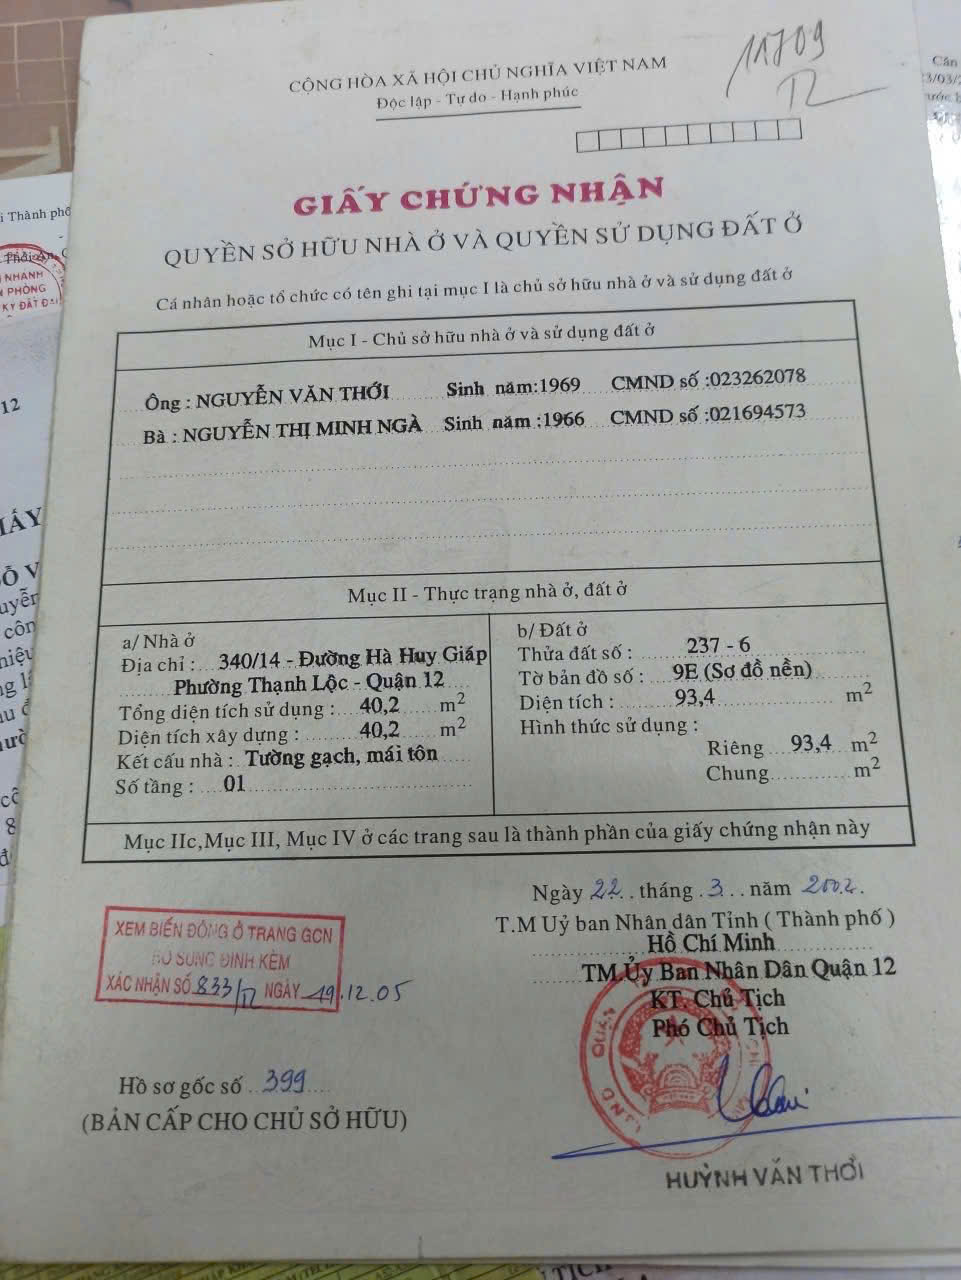 CỘNG HÒA XÃ HỘI CHỦ NGHĨA VIỆT NAM
Độc lập - Tự do - Hạnh phúc
11709
GIẤY CHỨNG NHẬN
QUYỀN SỞ HỮU NHÀ Ở VÀ QUYỀN SỬ DỤNG ĐẤT Ở
Cá nhân hoặc tổ chức có tên ghi tại mục I là chủ sở hữu nhà ở và sử dụng đất ở
Mục I - Chủ sở hữu nhà ở và sử dụng đất ở
Ông : NGUYỄN VĂN THỚI Sinh năm:1969 CMND số :023262078
Bà : NGUYỄN THỊ MINH NGÀ Sinh năm :1966 CMND số :021694573
Mục II - Thực trạng nhà ở, đất ở
a/ Nhà ở
Địa chỉ : 340/14 - Đường Hà Huy Giáp
Phường Thạnh Lộc - Quận 12
Tổng diện tích sử dụng : 40,2 m²
Diện tích xây dựng : 40,2 m²
Kết cấu nhà : Tường gạch, mái tôn
Số tầng : 01
b/ Đất ở
Thửa đất số : 237 - 6
Tờ bản đồ số : 9E (Sơ đồ nền)
Diện tích : 93,4 m²
Hình thức sử dụng :
Riêng 93,4 m²
Chung m²
Mục IIc,Mục III, Mục IV ở các trang sau là thành phần của giấy chứng nhận này
Ngày 22 tháng 3 năm 2002
T.M Uỷ ban Nhân dân Tỉnh ( Thành phố )
Hồ Chí Minh
TM.Ủy Ban Nhân Dân Quận 12
KT. Chủ Tịch
Phó Chủ Tịch
XEM BIẾN ĐỘNG Ở TRANG GCN
BỔ SUNG ĐÍNH KÈM
XÁC NHẬN SỐ 833/ NGÀY 19.12.05
Hồ sơ gốc số 399
(BẢN CẤP CHO CHỦ SỞ HỮU)
HUỲNH VĂN THỚI
i Thành phố
NHÁNH
PHÒNG
KÝ ĐẤT ĐAI
12